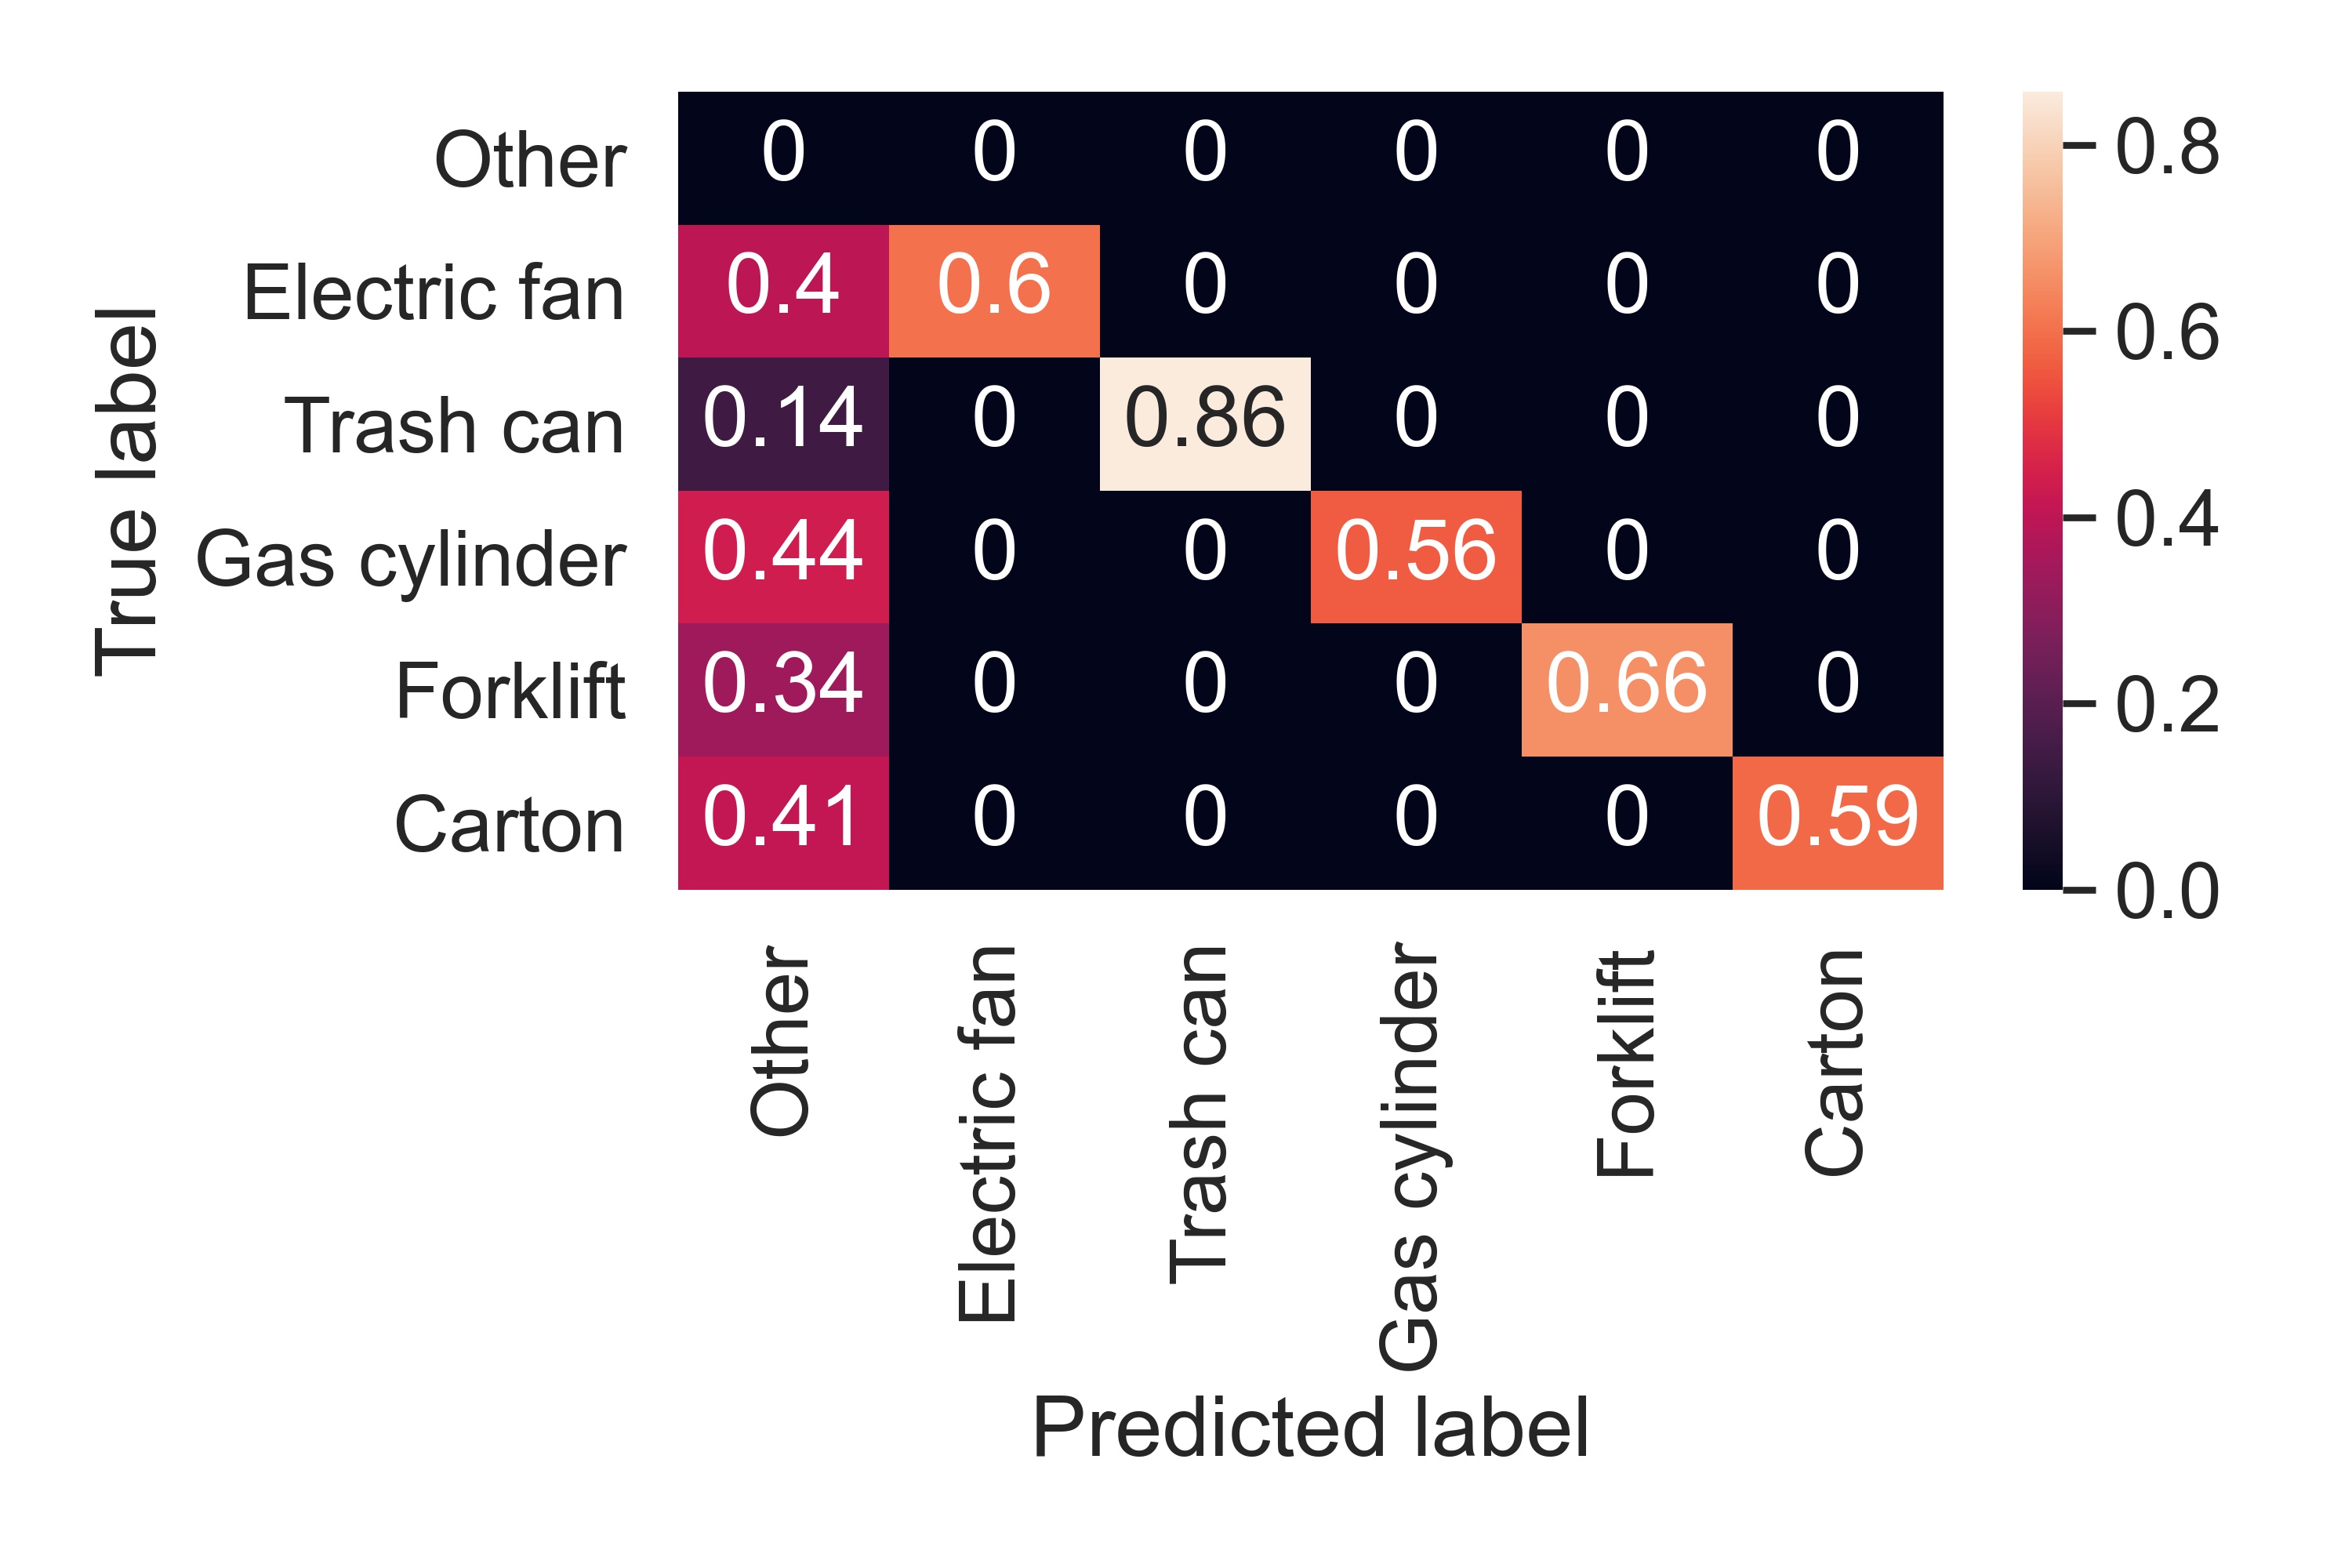 Other 0 0 0 0 0 0
Electric fan 0.4 0.6 0 0 0 0
Trash can 0.14 0 0.86 0 0 0
Gas cylinder 0.44 0 0 0.56 0 0
Forklift 0.34 0 0 0 0.66 0
Carton 0.41 0 0 0 0 0.59
True label
Other
Electric fan
Trash can
Gas cylinder
Forklift
Carton
Predicted label
0.8
0.6
0.4
0.2
0.0